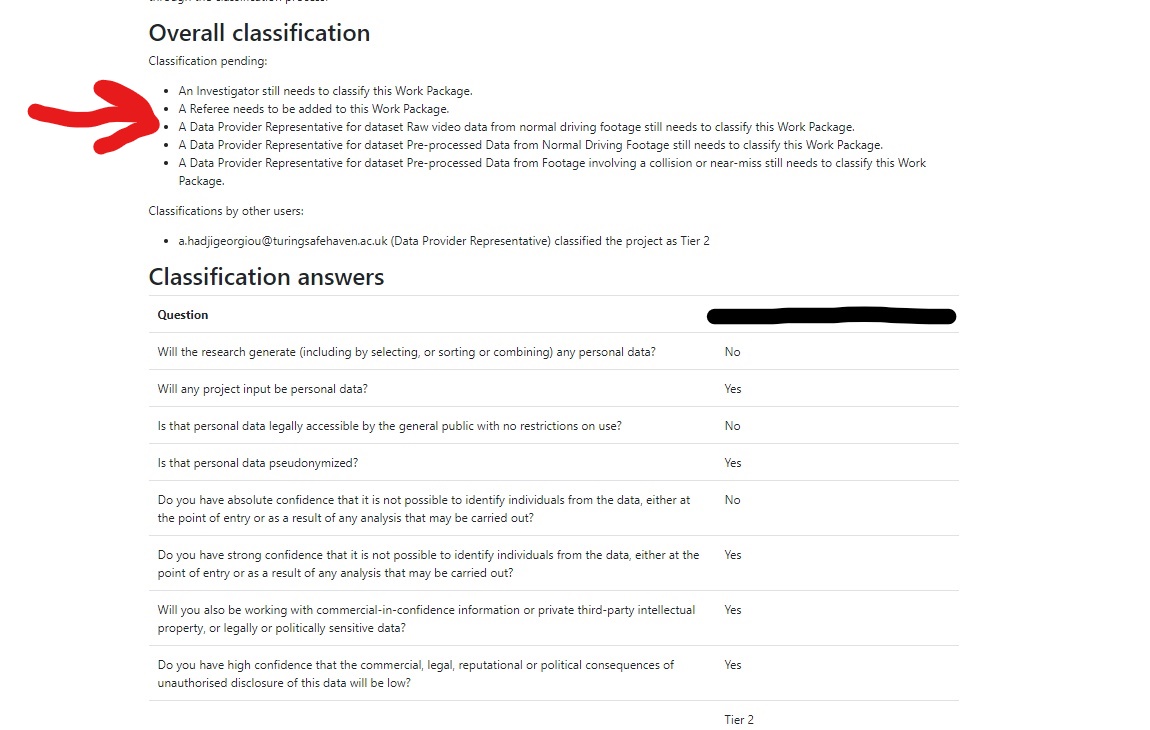 Overall classification
Classification pending:
An Investigator still needs to classify this Work Package.
A Referee needs to be added to this Work Package.
A Data Provider Representative for dataset Raw video data from normal driving footage still needs to classify this Work Package.
A Data Provider Representative for dataset Pre-processed Data from Normal Driving Footage still needs to classify this Work Package.
A Data Provider Representative for dataset Pre-processed Data from Footage involving a collision or near-miss still needs to classify this Work
Package.
Classifications by other users:
a.hadjigeorgiou@turingsafehaven.ac.uk (Data Provider Representative) classified the project as Tier 2
Classification answers
Question
Will the research generate (including by selecting, or sorting or combining) any personal data? No
Will any project input be personal data? Yes
Is that personal data legally accessible by the general public with no restrictions on use? No
Is that personal data pseudonymized? Yes
Do you have absolute confidence that it is not possible to identify individuals from the data, either at No
the point of entry or as a result of any analysis that may be carried out?
Do you have strong confidence that it is not possible to identify individuals from the data, either at the Yes
point of entry or as a result of any analysis that may be carried out?
Will you also be working with commercial-in-confidence information or private third-party intellectual Yes
property, or legally or politically sensitive data?
Do you have high confidence that the commercial, legal, reputational or political consequences of Yes
unauthorised disclosure of this data will be low?
Tier 2